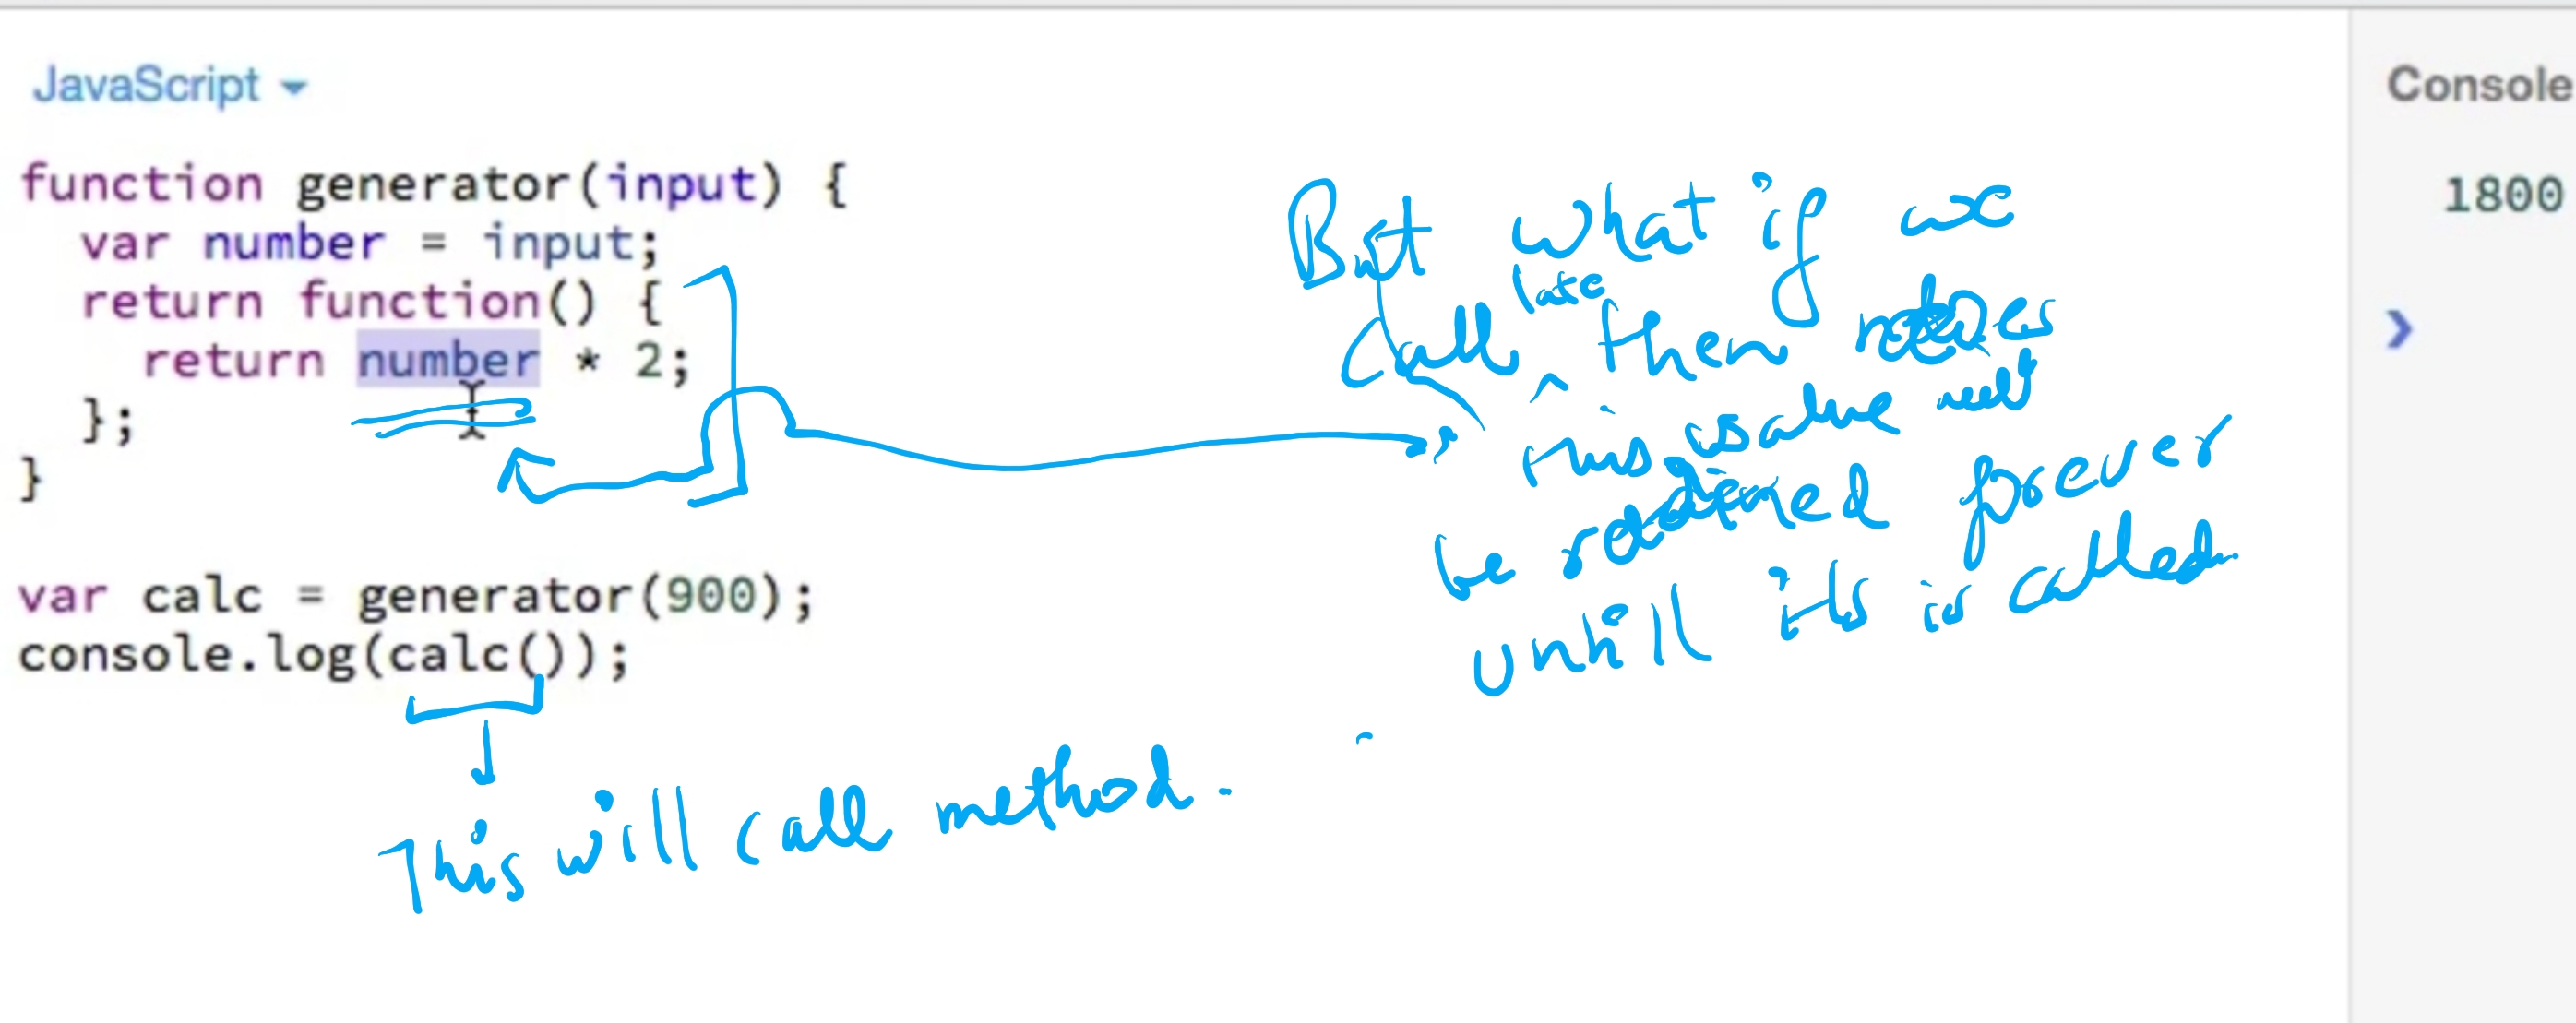 JavaScript
Console
function generator(input) {
var number = input;
return function() {
return number * 2;
};
}
var calc = generator(900);
console.log(calc());
1800
But what if we
call late then
this value will
be retained forever
untill its is called.
This will call method.